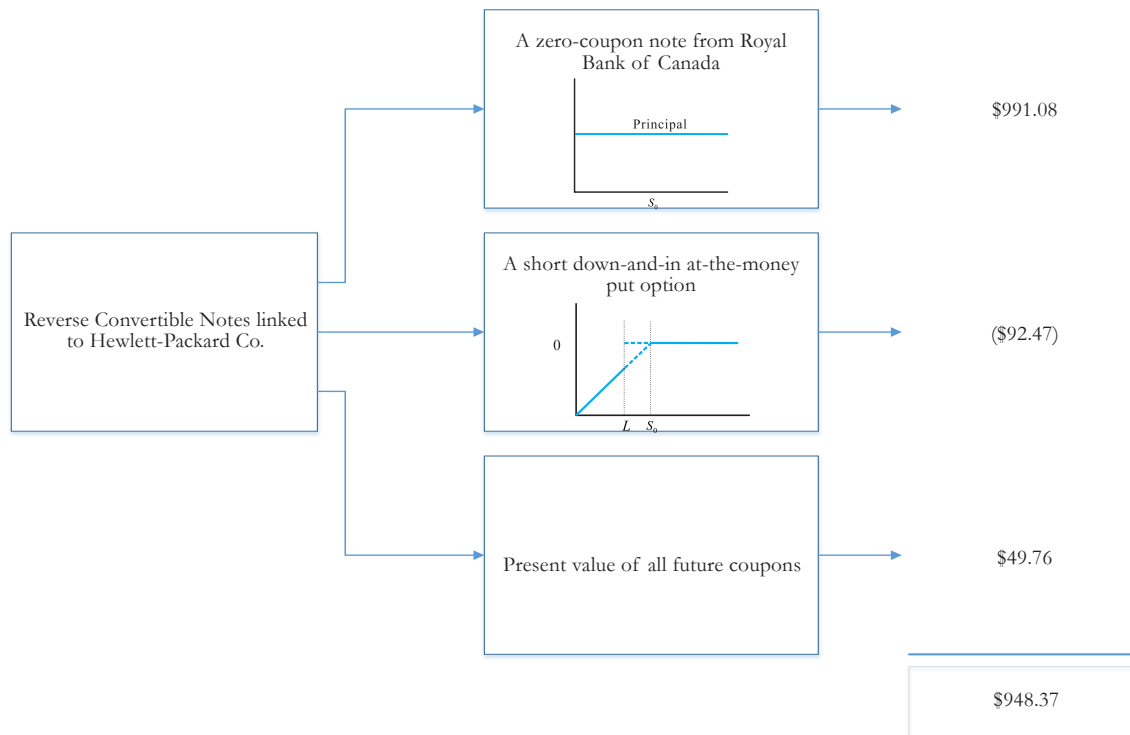 A zero-coupon note from Royal
Bank of Canada
Principal
S₀
$991.08
Reverse Convertible Notes linked
to Hewlett-Packard Co.
A short down-and-in at-the-money
put option
0
L S₀
($92.47)
Present value of all future coupons
$49.76
$948.37